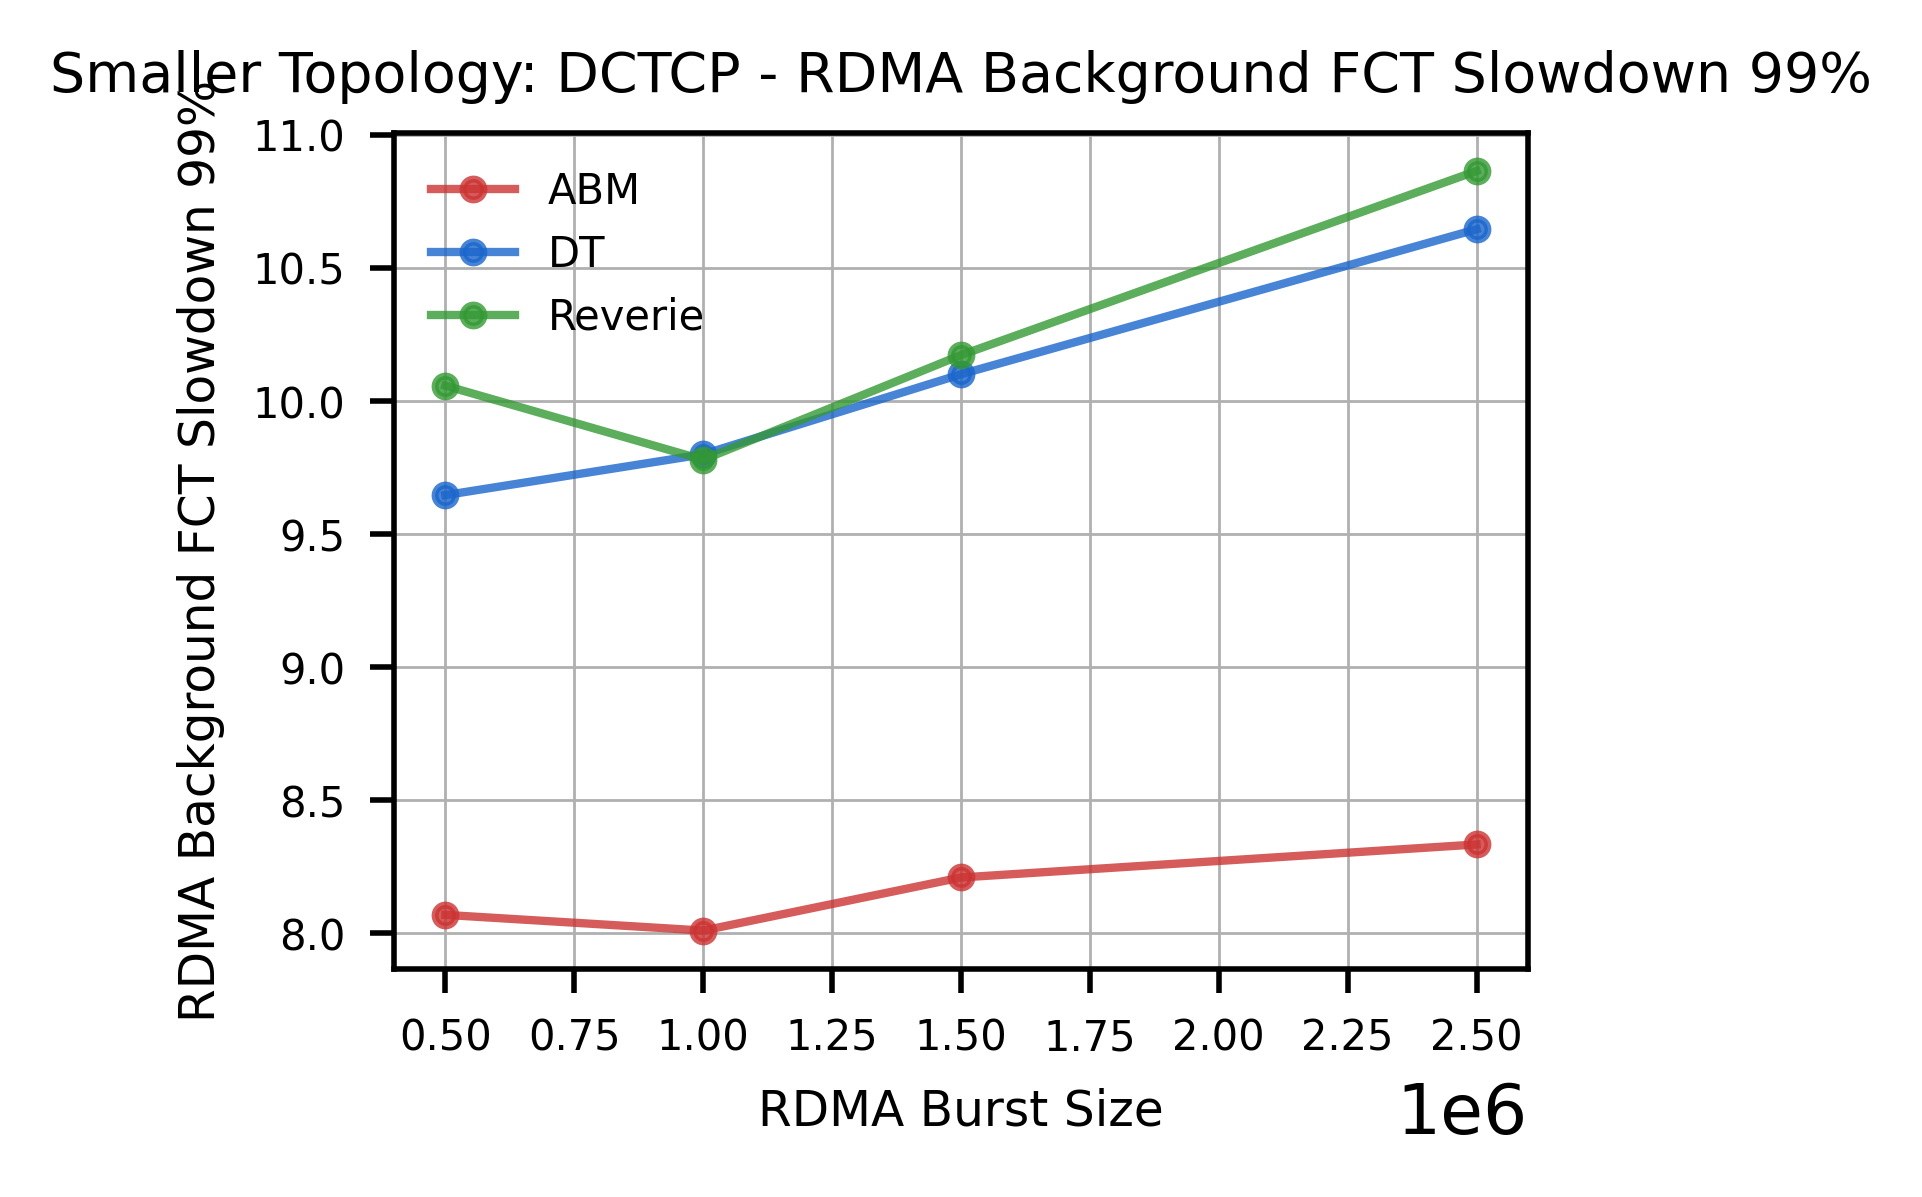 Smaller Topology: DCTCP - RDMA Background FCT Slowdown 99%
RDMA Background FCT Slowdown 99%
11.0
10.5
10.0
9.5
9.0
8.5
8.0
ABM
DT
Reverie
0.50 0.75 1.00 1.25 1.50 1.75 2.00 2.25 2.50
RDMA Burst Size
1e6